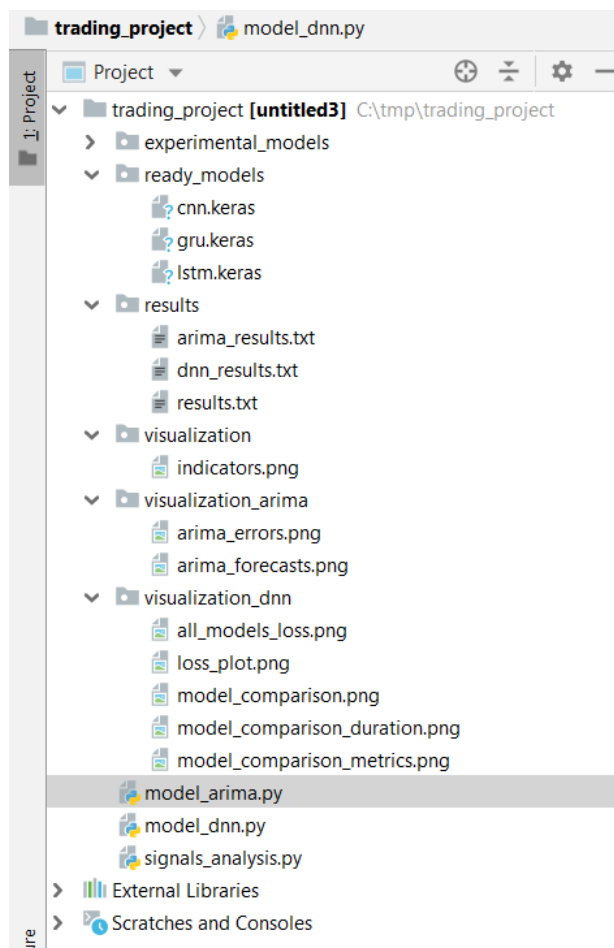 trading_project model_dnn.py
Project
1: Project
trading_project [untitled3] C:\tmp\trading_project
experimental_models
ready_models
cnn.keras
gru.keras
lstm.keras
results
arima_results.txt
dnn_results.txt
results.txt
visualization
indicators.png
visualization_arima
arima_errors.png
arima_forecasts.png
visualization_dnn
all_models_loss.png
loss_plot.png
model_comparison.png
model_comparison_duration.png
model_comparison_metrics.png
model_arima.py
model_dnn.py
signals_analysis.py
External Libraries
Scratches and Consoles
ure